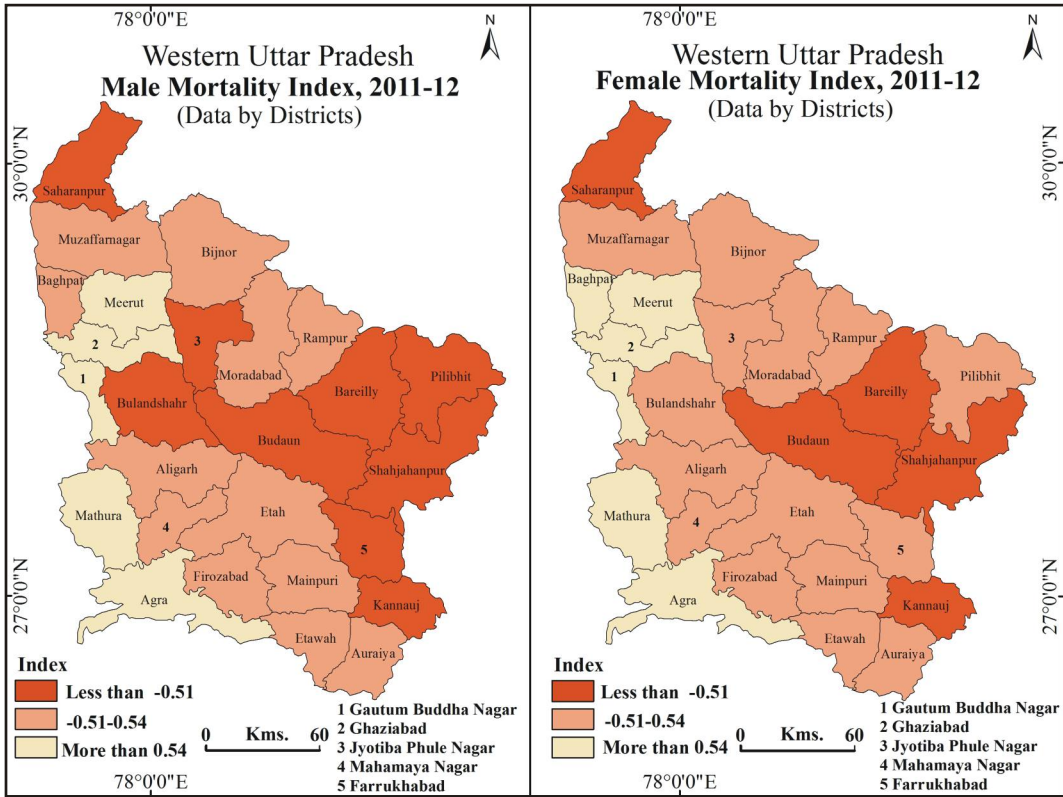 78°0'0"E
N
Western Uttar Pradesh
Male Mortality Index, 2011-12
(Data by Districts)
30°0'0"N
Saharanpur
Muzaffarnagar
Bijnor
Baghpat
Meerut
2
3
Rampur
1
Moradabad
Pilibhit
Bareilly
Bulandshahr
Budaun
Shahjahanpur
Aligarh
Mathura
Etah
4
5
27°0'0"N
Firozabad
Mainpuri
Agra
Kannauj
Etawah
Auraiya
Index
Less than -0.51
-0.51-0.54
More than 0.54
0 Kms. 60
1 Gautum Buddha Nagar
2 Ghaziabad
3 Jyotiba Phule Nagar
4 Mahamaya Nagar
5 Farrukhabad
78°0'0"E
78°0'0"E
N
Western Uttar Pradesh
Female Mortality Index, 2011-12
(Data by Districts)
30°0'0"N
Saharanpur
Muzaffarnagar
Bijnor
Baghpat
Meerut
2
3
Rampur
1
Moradabad
Pilibhit
Bareilly
Bulandshahr
Budaun
Shahjahanpur
Aligarh
Mathura
Etah
4
5
27°0'0"N
Firozabad
Mainpuri
Agra
Kannauj
Etawah
Auraiya
Index
Less than -0.51
-0.51-0.54
More than 0.54
0 Kms. 60
1 Gautum Buddha Nagar
2 Ghaziabad
3 Jyotiba Phule Nagar
4 Mahamaya Nagar
5 Farrukhabad
78°0'0"E